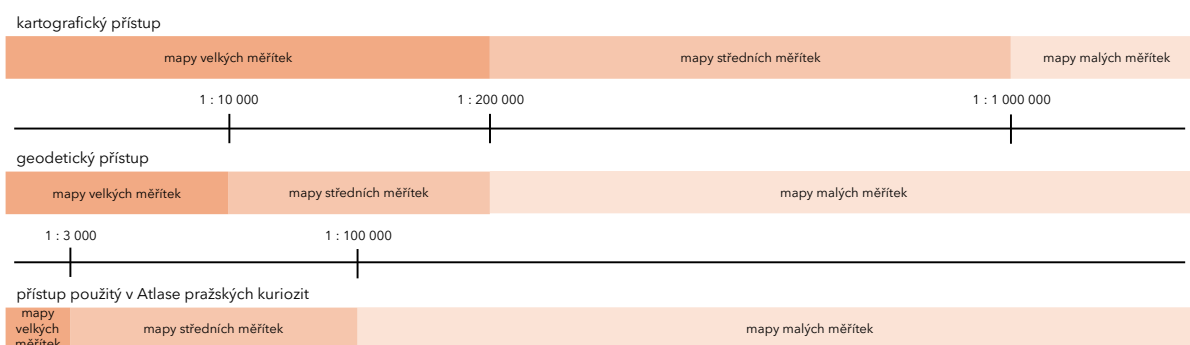 kartografický přístup
mapy velkých měřítek mapy středních měřítek mapy malých měřítek
1 : 10 000 1 : 200 000 1 : 1 000 000
geodetický přístup
mapy velkých měřítek mapy středních měřítek mapy malých měřítek
1 : 3 000 1 : 100 000
přístup použitý v Atlase pražských kuriozit
mapy
velkých mapy středních měřítek mapy malých měřítek
měřítek